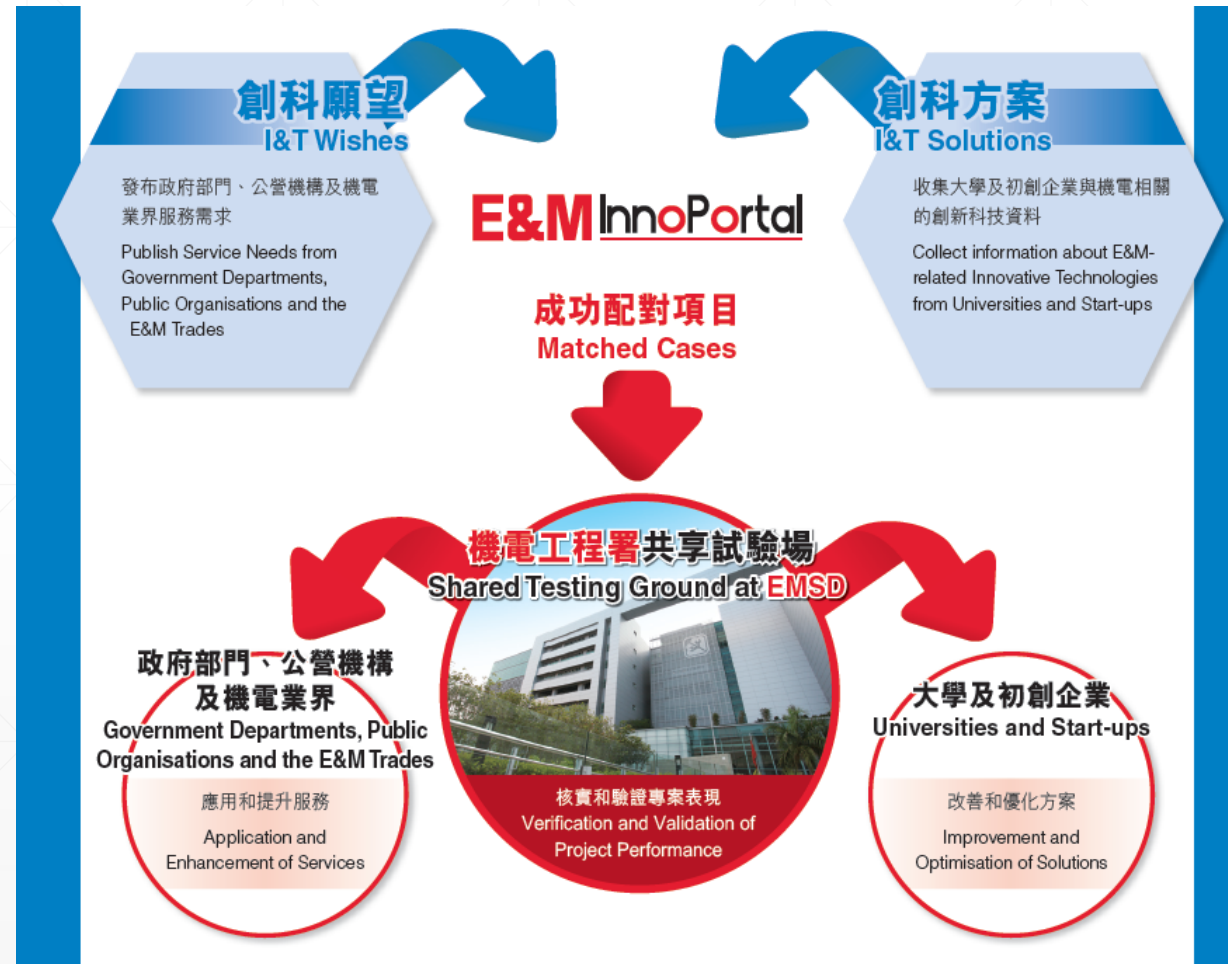 創科願望
I&T Wishes
發布政府部門、公營機構及機電
業界服務需求
Publish Service Needs from
Government Departments,
Public Organisations and the
E&M Trades
創科方案
I&T Solutions
收集大學及初創企業與機電相關
的創新科技資料
Collect information about E&M-
related Innovative Technologies
from Universities and Start-ups
E&M InnoPortal
成功配對項目
Matched Cases
機電工程署共享試驗場
Shared Testing Ground at EMSD
核實和驗證專案表現
Verification and Validation of
Project Performance
政府部門、公營機構
及機電業界
Government Departments, Public
Organisations and the E&M Trades
應用和提升服務
Application and
Enhancement of Services
大學及初創企業
Universities and Start-ups
改善和優化方案
Improvement and
Optimisation of Solutions